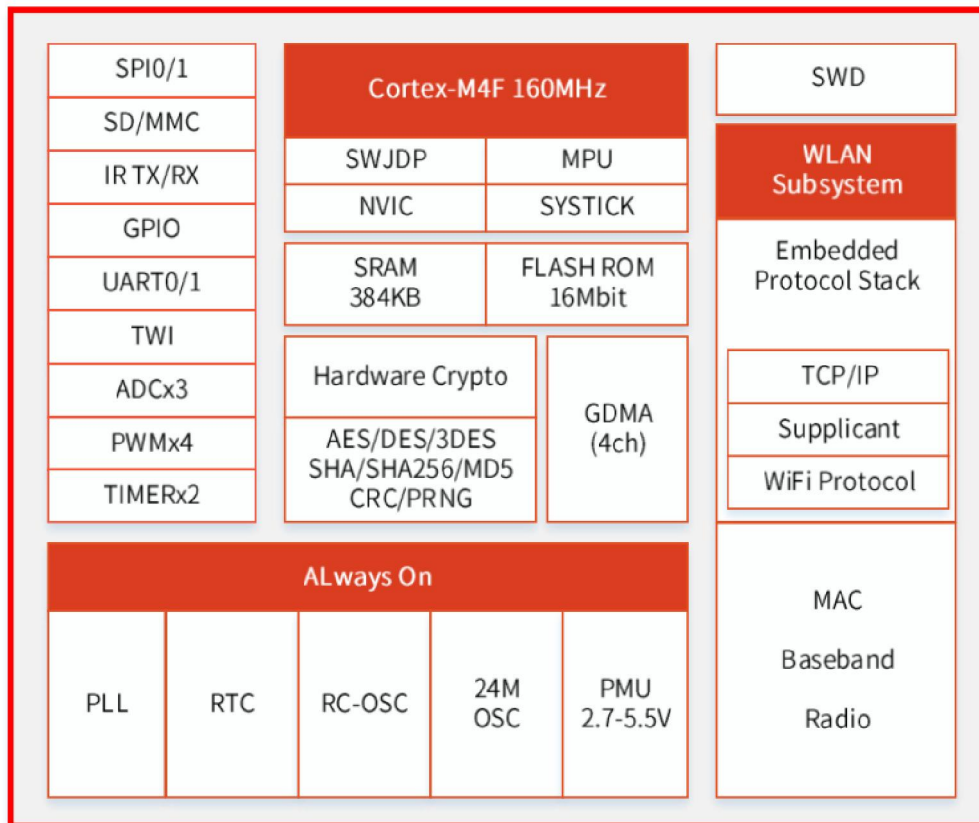 SPI0/1
SD/MMC
IR TX/RX
GPIO
UART0/1
TWI
ADCx3
PWMx4
TIMERx2
Cortex-M4F 160MHz
SWJDP
MPU
NVIC
SYSTICK
SRAM
384KB
FLASH ROM
16Mbit
Hardware Crypto
AES/DES/3DES
SHA/SHA256/MD5
CRC/PRNG
GDMA
(4ch)
SWD
WLAN
Subsystem
Embedded
Protocol Stack
TCP/IP
Supplicant
WiFi Protocol
MAC
Baseband
Radio
ALways On
PLL
RTC
RC-OSC
24M
OSC
PMU
2.7-5.5V